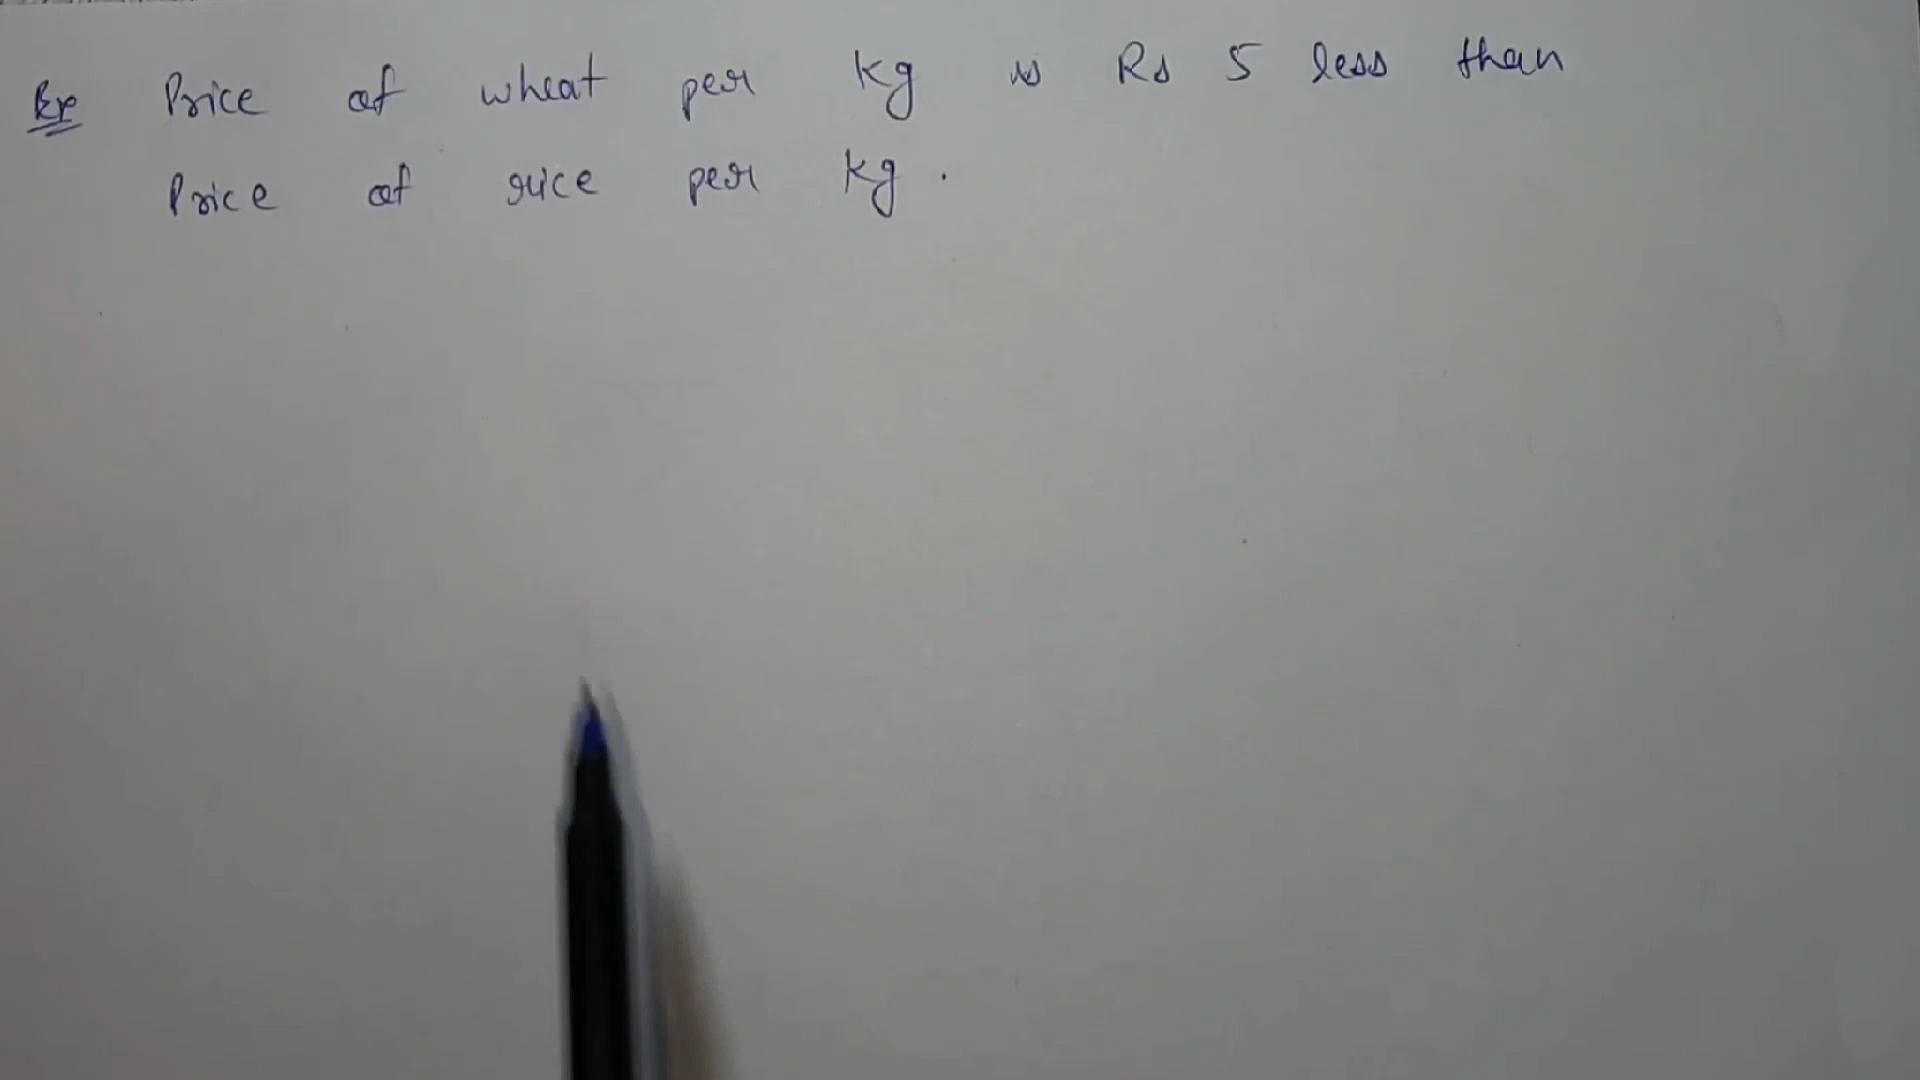 Ex Price of wheat per kg is Rs 5 less than
Price of rice per kg.